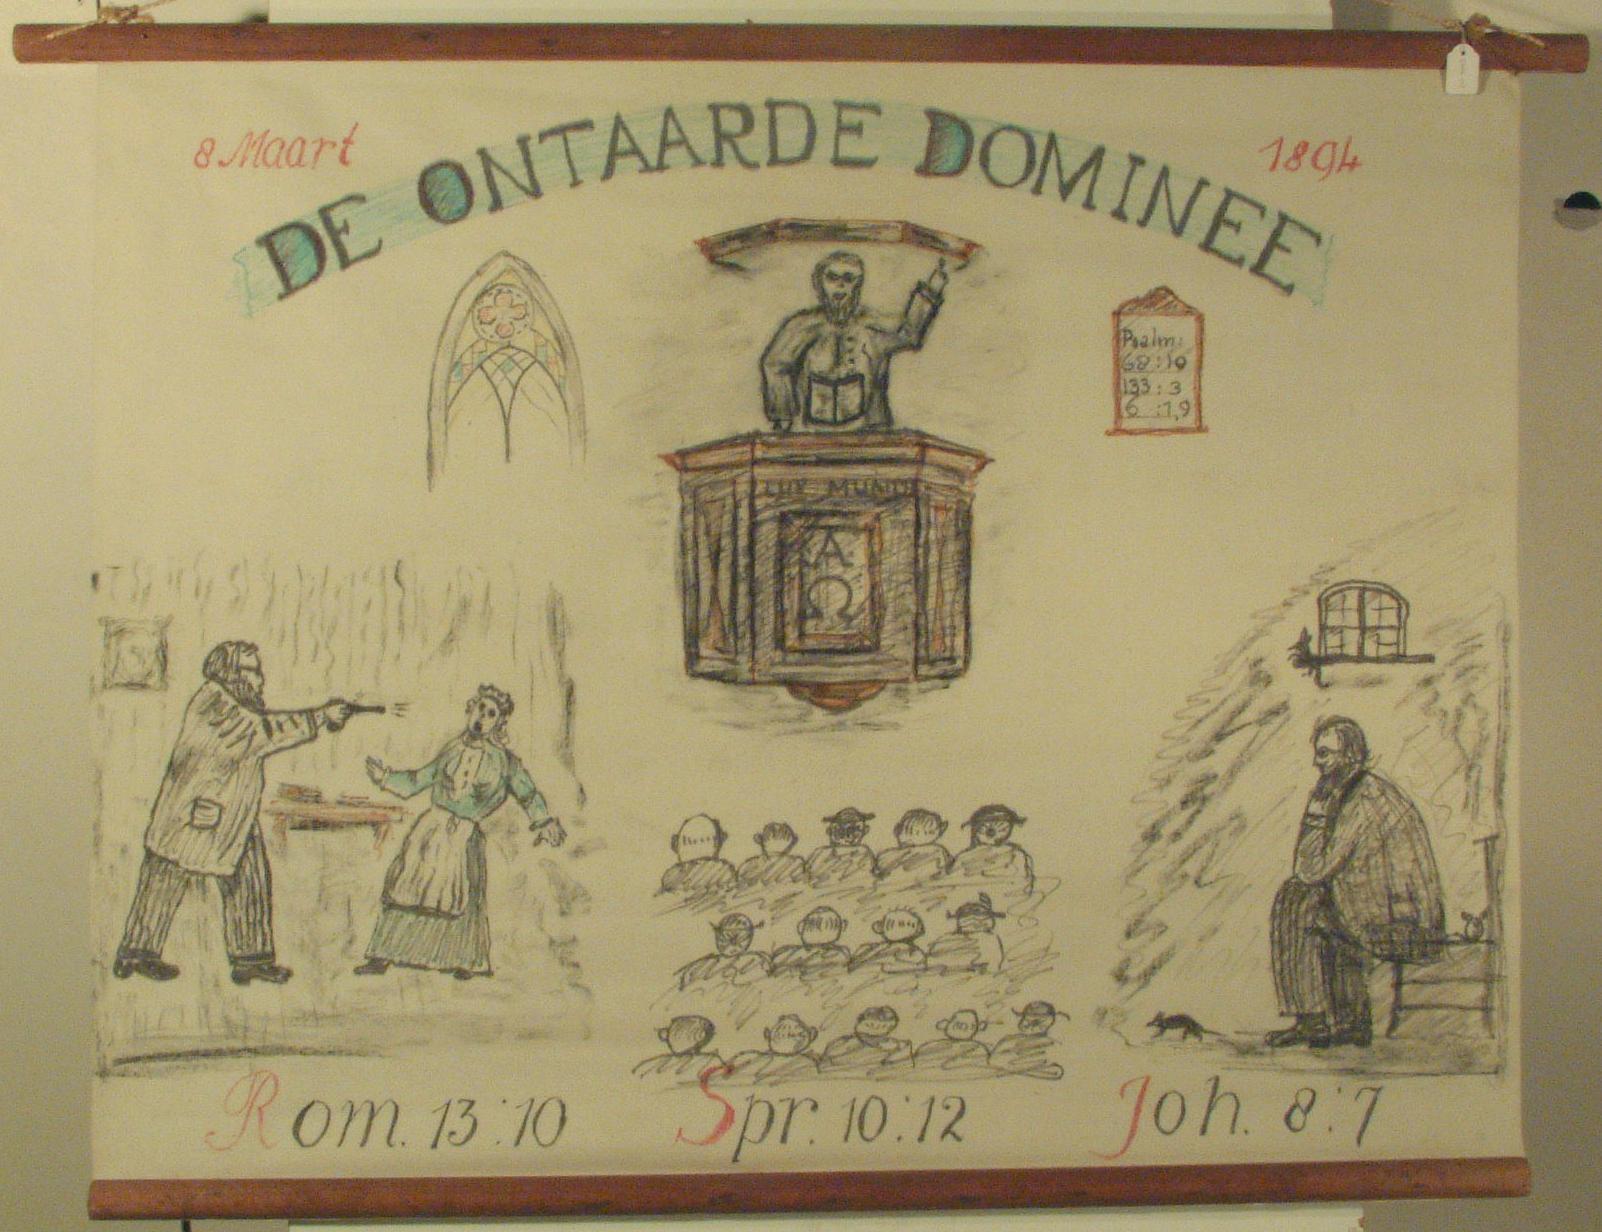 8 Maart
1894
DE ONTAARDE DOMINEE
Psalm:
68:10
133:3
6:7,9
LUX MUNDI
A
Ω
Rom. 13:10
Spr. 10:12
Joh. 8:7